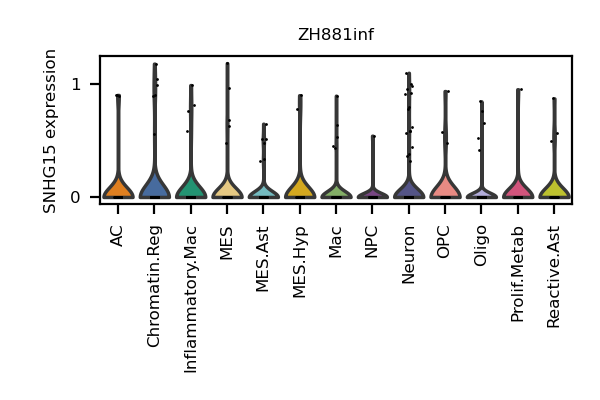 ZH881inf
SNHG15 expression
1
0
AC
Chromatin.Reg
Inflammatory.Mac
MES
MES.Ast
MES.Hyp
Mac
NPC
Neuron
OPC
Oligo
Prolif.Metab
Reactive.Ast